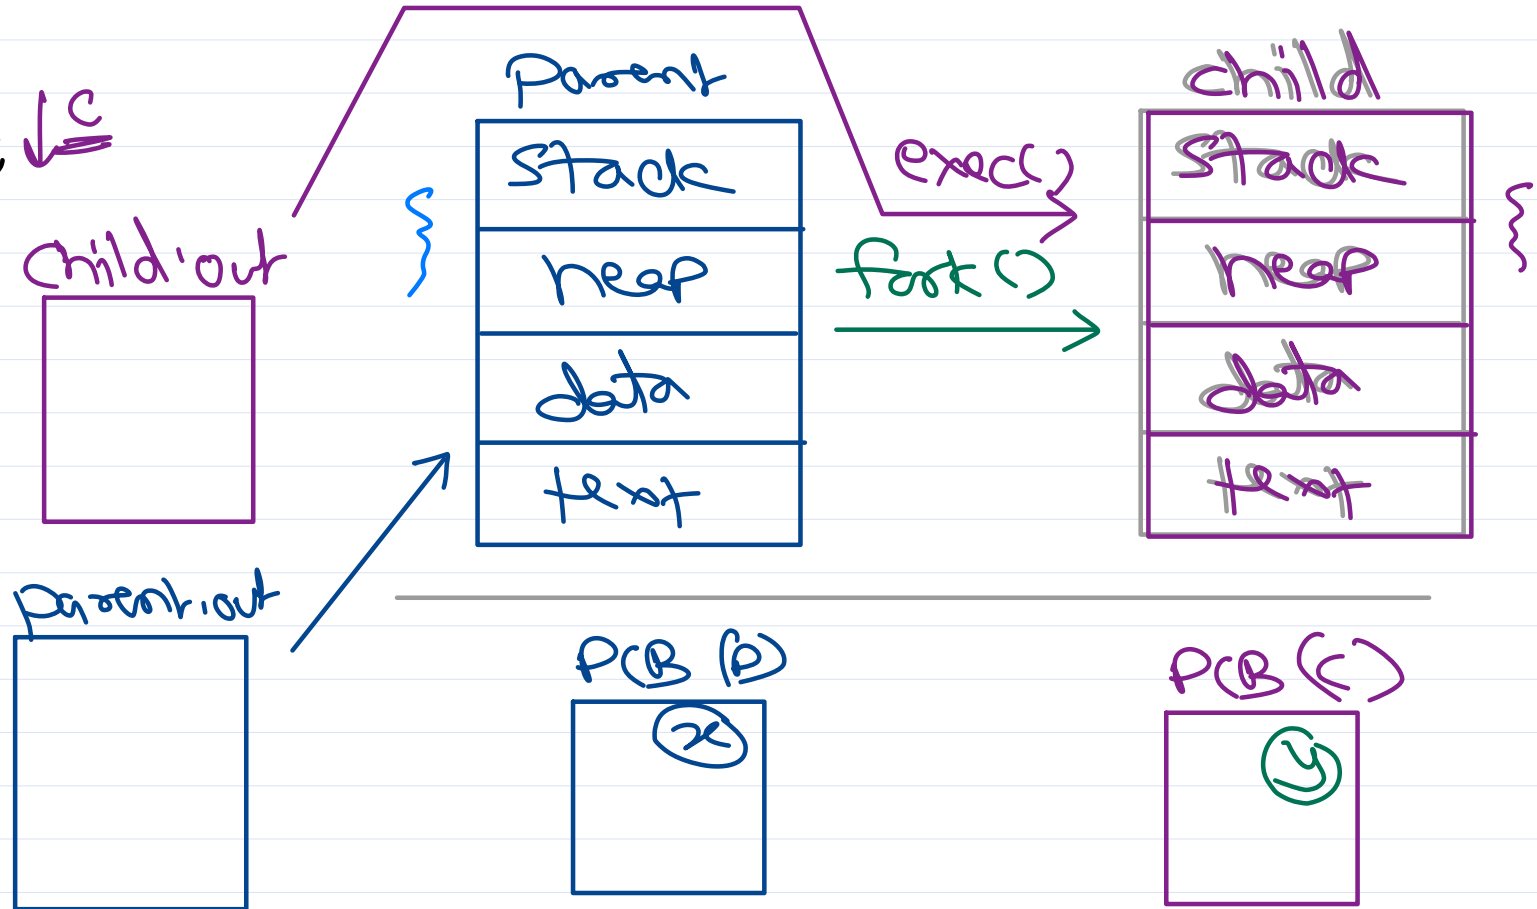 c
child.out
parent.out
Parent
stack
heap
data
text
exec()
fork()
child
stack
heap
data
text
PCB (P)
x
PCB (C)
y